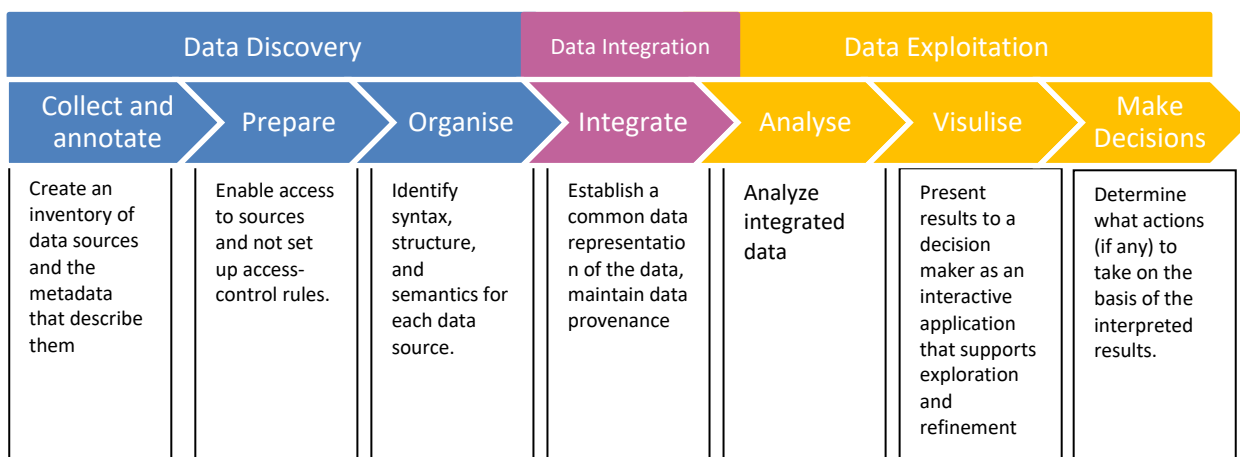 Data Discovery
Data Integration
Data Exploitation
Collect and
annotate
Prepare
Organise
Integrate
Analyse
Visulise
Make
Decisions
Create an
inventory of
data sources
and the
metadata
that describe
them
Enable access
to sources
and not set
up access-
control rules.
Identify
syntax,
structure,
and
semantics for
each data
source.
Establish a
common data
representatio
n of the data,
maintain data
provenance
Analyze
integrated
data
Present
results to a
decision
maker as an
interactive
application
that supports
exploration
and
refinement
Determine
what actions
(if any) to
take on the
basis of the
interpreted
results.